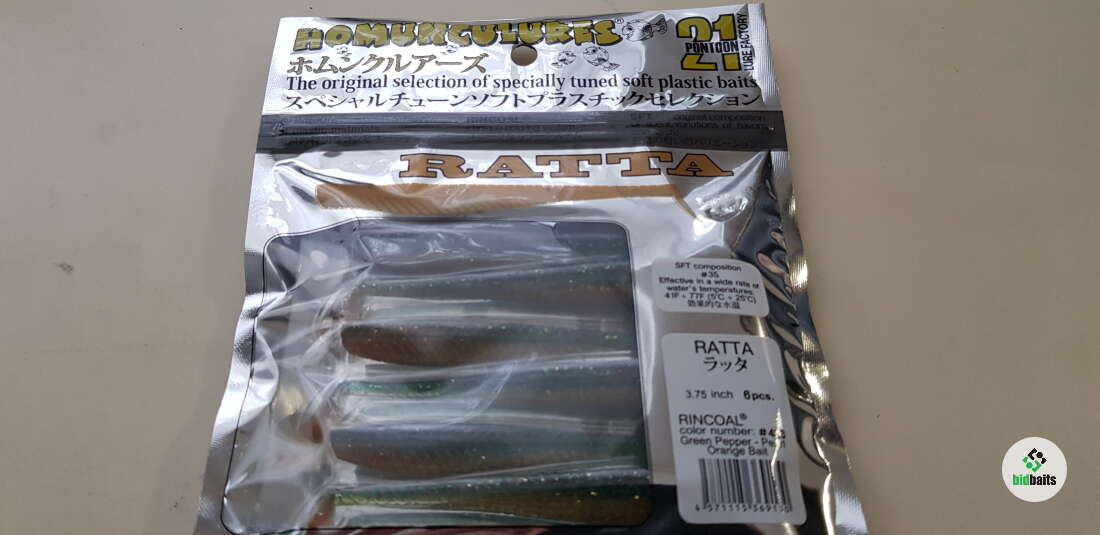 HOMUNCULURES®
ホムンクルアーズ
21
PONTOON
LURE FACTORY
The original selection of specially tuned soft plastic baits
スペシャルチューンソフトプラスチックセレクション
RATTA
SFT composition
#35
Effective in a wide rate of
water's temperatures:
41F ÷ 77F (5℃ ÷ 25℃)
効果的な水温
RATTA
ラッタ
3.75 inch 6pcs.
RINCOAL®
color number:
Green Pepper - Pearl
Orange Bait
bidbaits